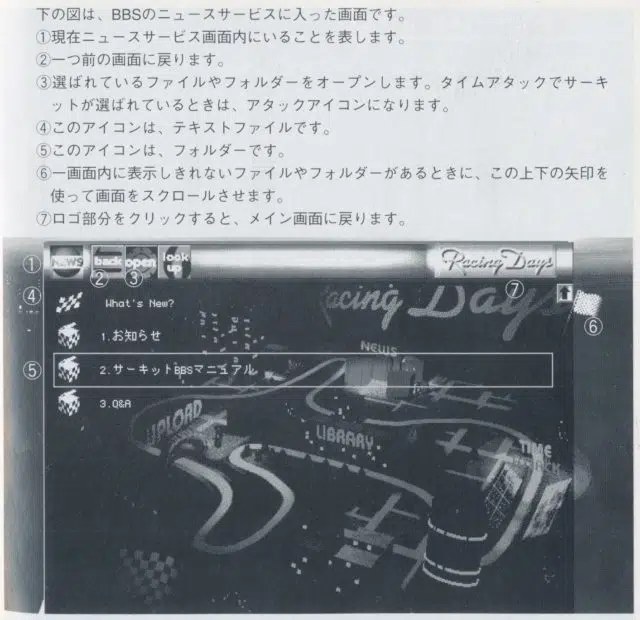 下の図は、BBSのニュースサービスに入った画面です。
①現在ニュースサービス画面内にいることを表します。
②一つ前の画面に戻ります。
③選ばれているファイルやフォルダーをオープンします。タイムアタックでサーキ
ットが選ばれているときは、アタックアイコンになります。
④このアイコンは、テキストファイルです。
⑤このアイコンは、フォルダーです。
⑥一画面内に表示しきれないファイルやフォルダーがあるときに、この上下の矢印を
使って画面をスクロールさせます。
⑦ロゴ部分をクリックすると、メイン画面に戻ります。
① NEWS back open look up Racing Days
② ③ ⑦
④ What's New? acing Days
⑥
1.お知らせ
NEWS
⑤ 2.サーキットBBSマニュアル
3.Q&A
UPLOAD
LIBRARY
TIME